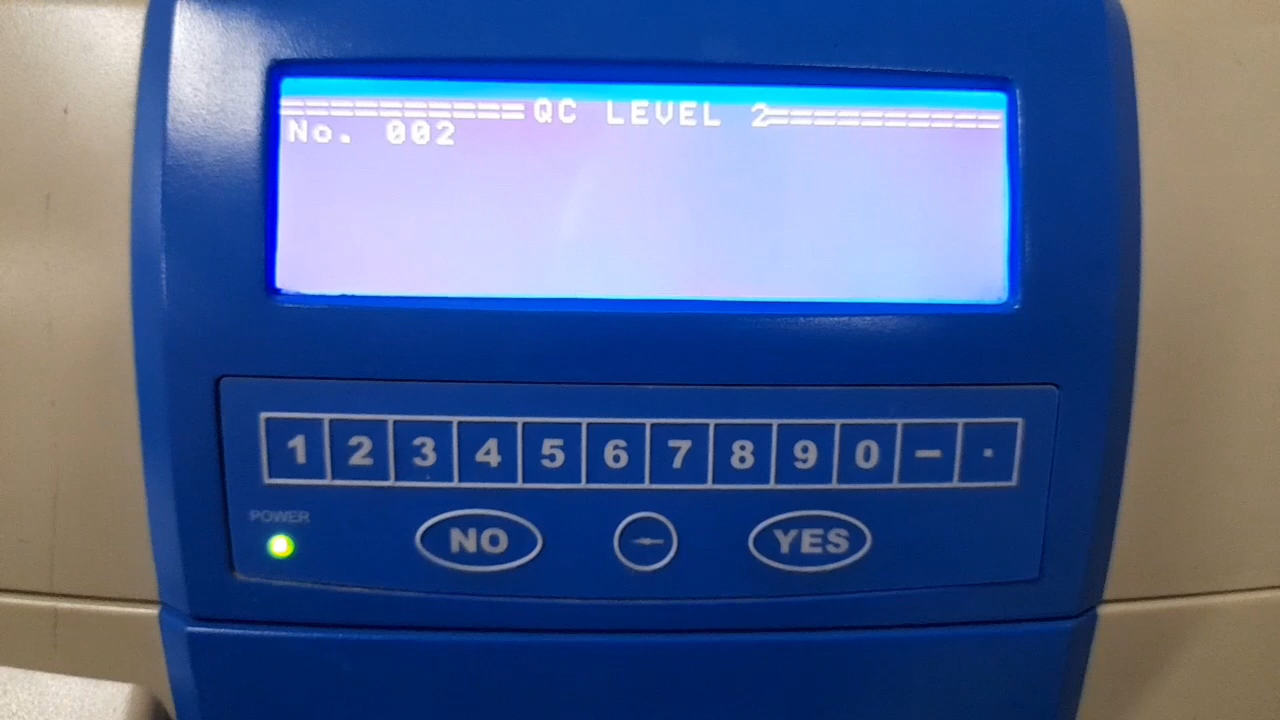 ==========QC LEVEL 2==========
No. 002
1 2 3 4 5 6 7 8 9 0 - .
POWER
NO YES